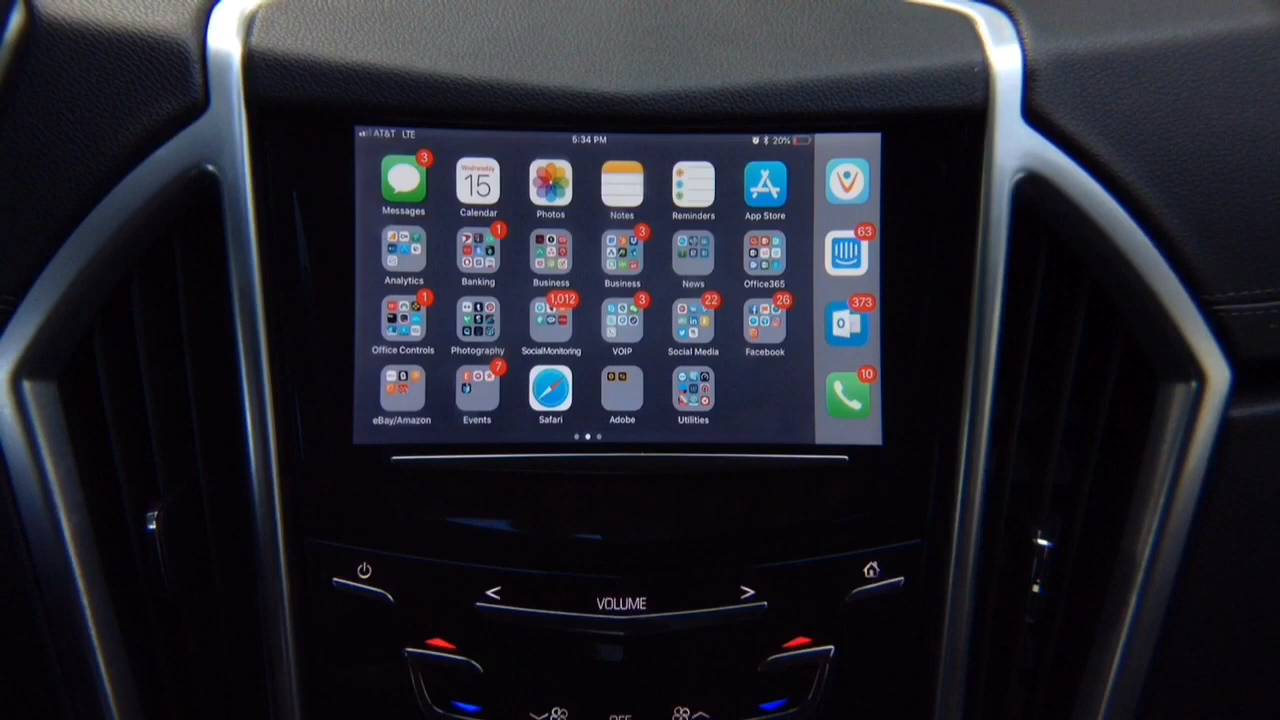 AT&T LTE 5:34 PM 20%
3
Wednesday
15
Messages Calendar Photos Notes Reminders App Store
1 3 63
Analytics Banking Business Business News Office365
1 1,012 3 22 26 373
Office Controls Photography SocialMonitoring VOIP Social Media Facebook
7 10
eBay/Amazon Events Safari Adobe Utilities
< VOLUME >
OFF